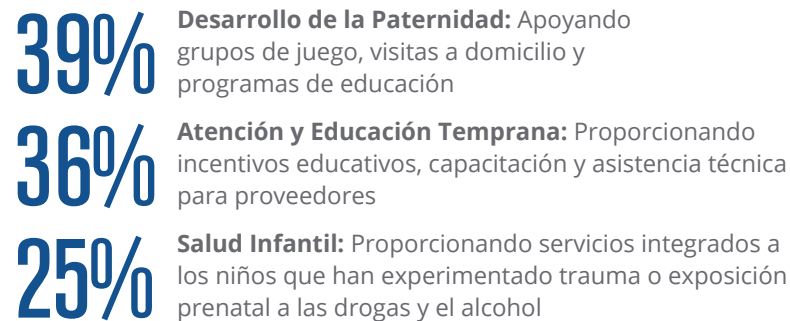 39%
Desarrollo de la Paternidad: Apoyando
grupos de juego, visitas a domicilio y
programas de educación
36%
Atención y Educación Temprana: Proporcionando
incentivos educativos, capacitación y asistencia técnica
para proveedores
25%
Salud Infantil: Proporcionando servicios integrados a
los niños que han experimentado trauma o exposición
prenatal a las drogas y el alcohol